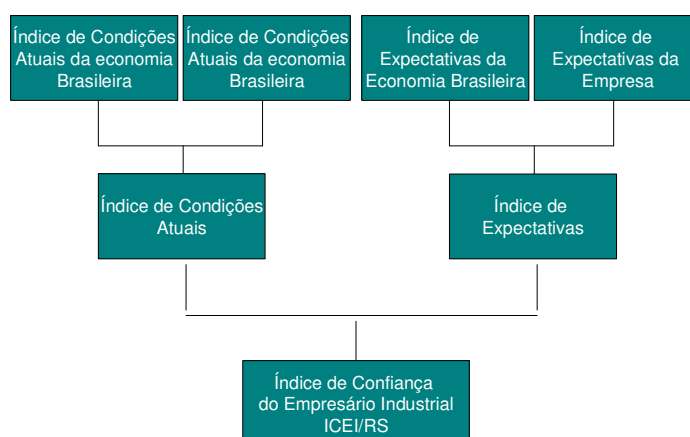 Índice de Condições
Atuais da economia
Brasileira
Índice de Condições
Atuais da economia
Brasileira
Índice de
Expectativas da
Economia Brasileira
Índice de
Expectativas da
Empresa
Índice de Condições
Atuais
Índice de
Expectativas
Índice de Confiança
do Empresário Industrial
ICEI/RS